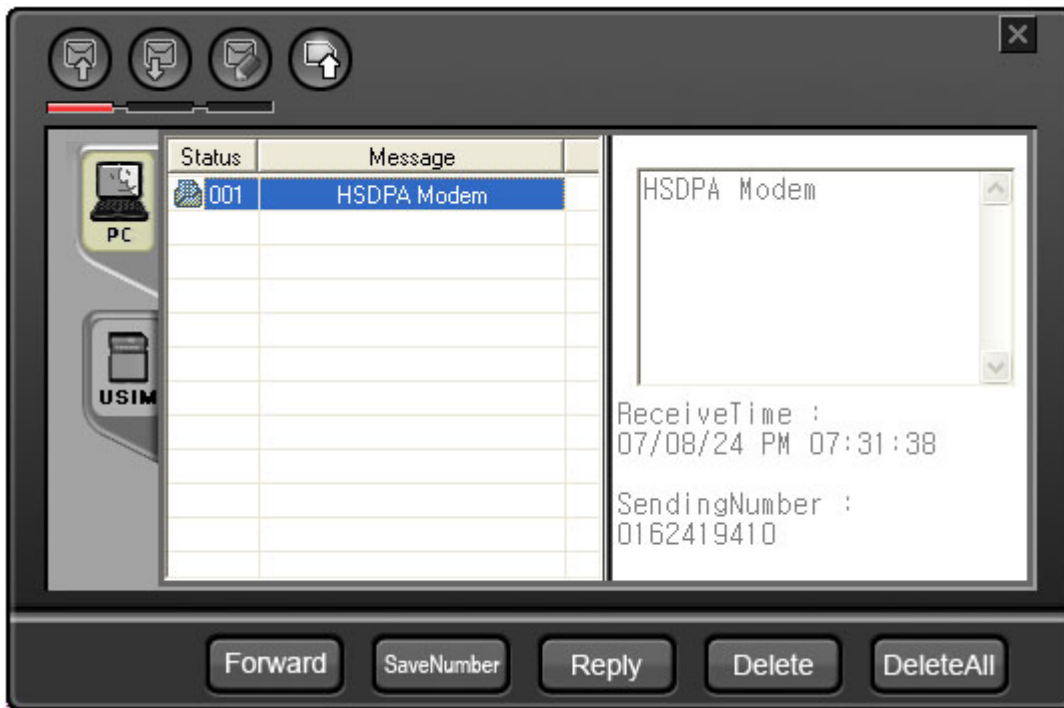 PC
USIM
Status Message
001 HSDPA Modem
HSDPA Modem
ReceiveTime :
07/08/24 PM 07:31:38
SendingNumber :
0162419410
Forward SaveNumber Reply Delete DeleteAll